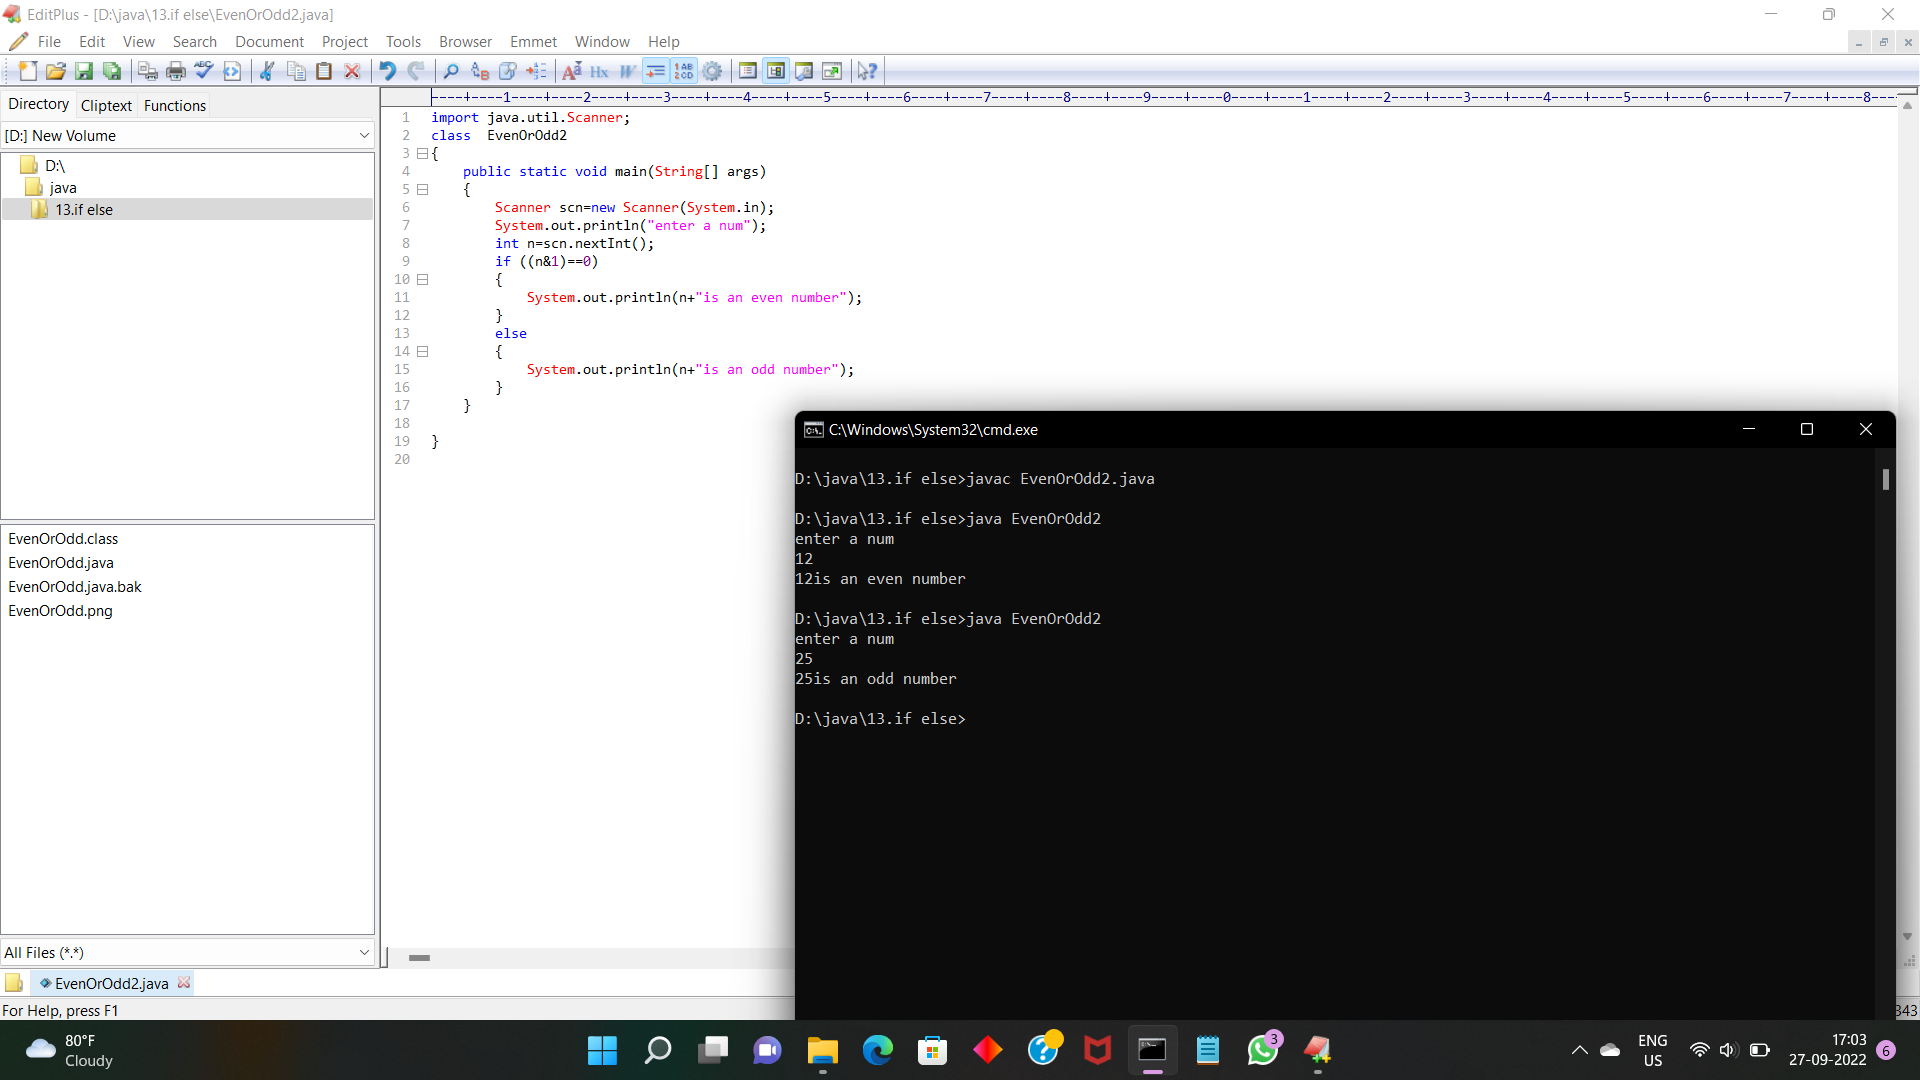 EditPlus - [D:\java\13.if else\EvenOrOdd2.java]
File Edit View Search Document Project Tools Browser Emmet Window Help
Directory Cliptext Functions
[D:] New Volume
D:\
java
13.if else
EvenOrOdd.class
EvenOrOdd.java
EvenOrOdd.java.bak
EvenOrOdd.png
All Files (*.*)
----+----1----+----2----+----3----+----4----+----5----+----6----+----7----+----8----+----9----+----0----+----1----+----2----+----3----+----4----+----5----+----6----+----7----+----8---
1 import java.util.Scanner;
2 class  EvenOrOdd2
3 {
4     public static void main(String[] args)
5     {
6         Scanner scn=new Scanner(System.in);
7         System.out.println("enter a num");
8         int n=scn.nextInt();
9         if ((n&1)==0)
10         {
11             System.out.println(n+"is an even number");
12         }
13         else
14         {
15             System.out.println(n+"is an odd number");
16         }
17     }
18
19 }
20
C:\Windows\System32\cmd.exe
D:\java\13.if else>javac EvenOrOdd2.java
D:\java\13.if else>java EvenOrOdd2
enter a num
12
12is an even number
D:\java\13.if else>java EvenOrOdd2
enter a num
25
25is an odd number
D:\java\13.if else>
EvenOrOdd2.java
For Help, press F1
343
80°F
Cloudy
3
ENG
US
17:03
27-09-2022
6